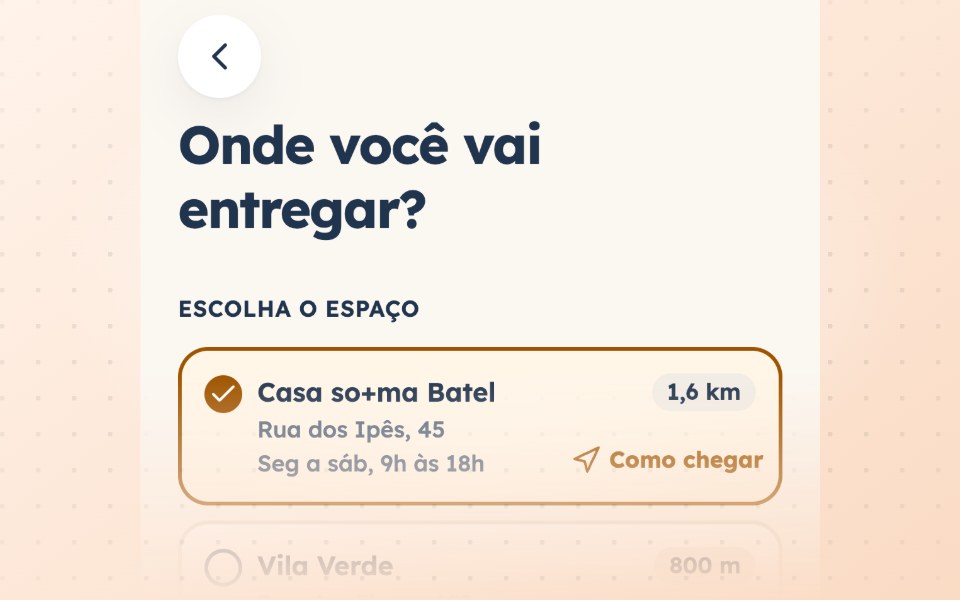 Onde você vai
entregar?
ESCOLHA O ESPAÇO
Casa so+ma Batel
1,6 km
Rua dos Ipês, 45
Seg a sáb, 9h às 18h
Como chegar
Vila Verde
800 m